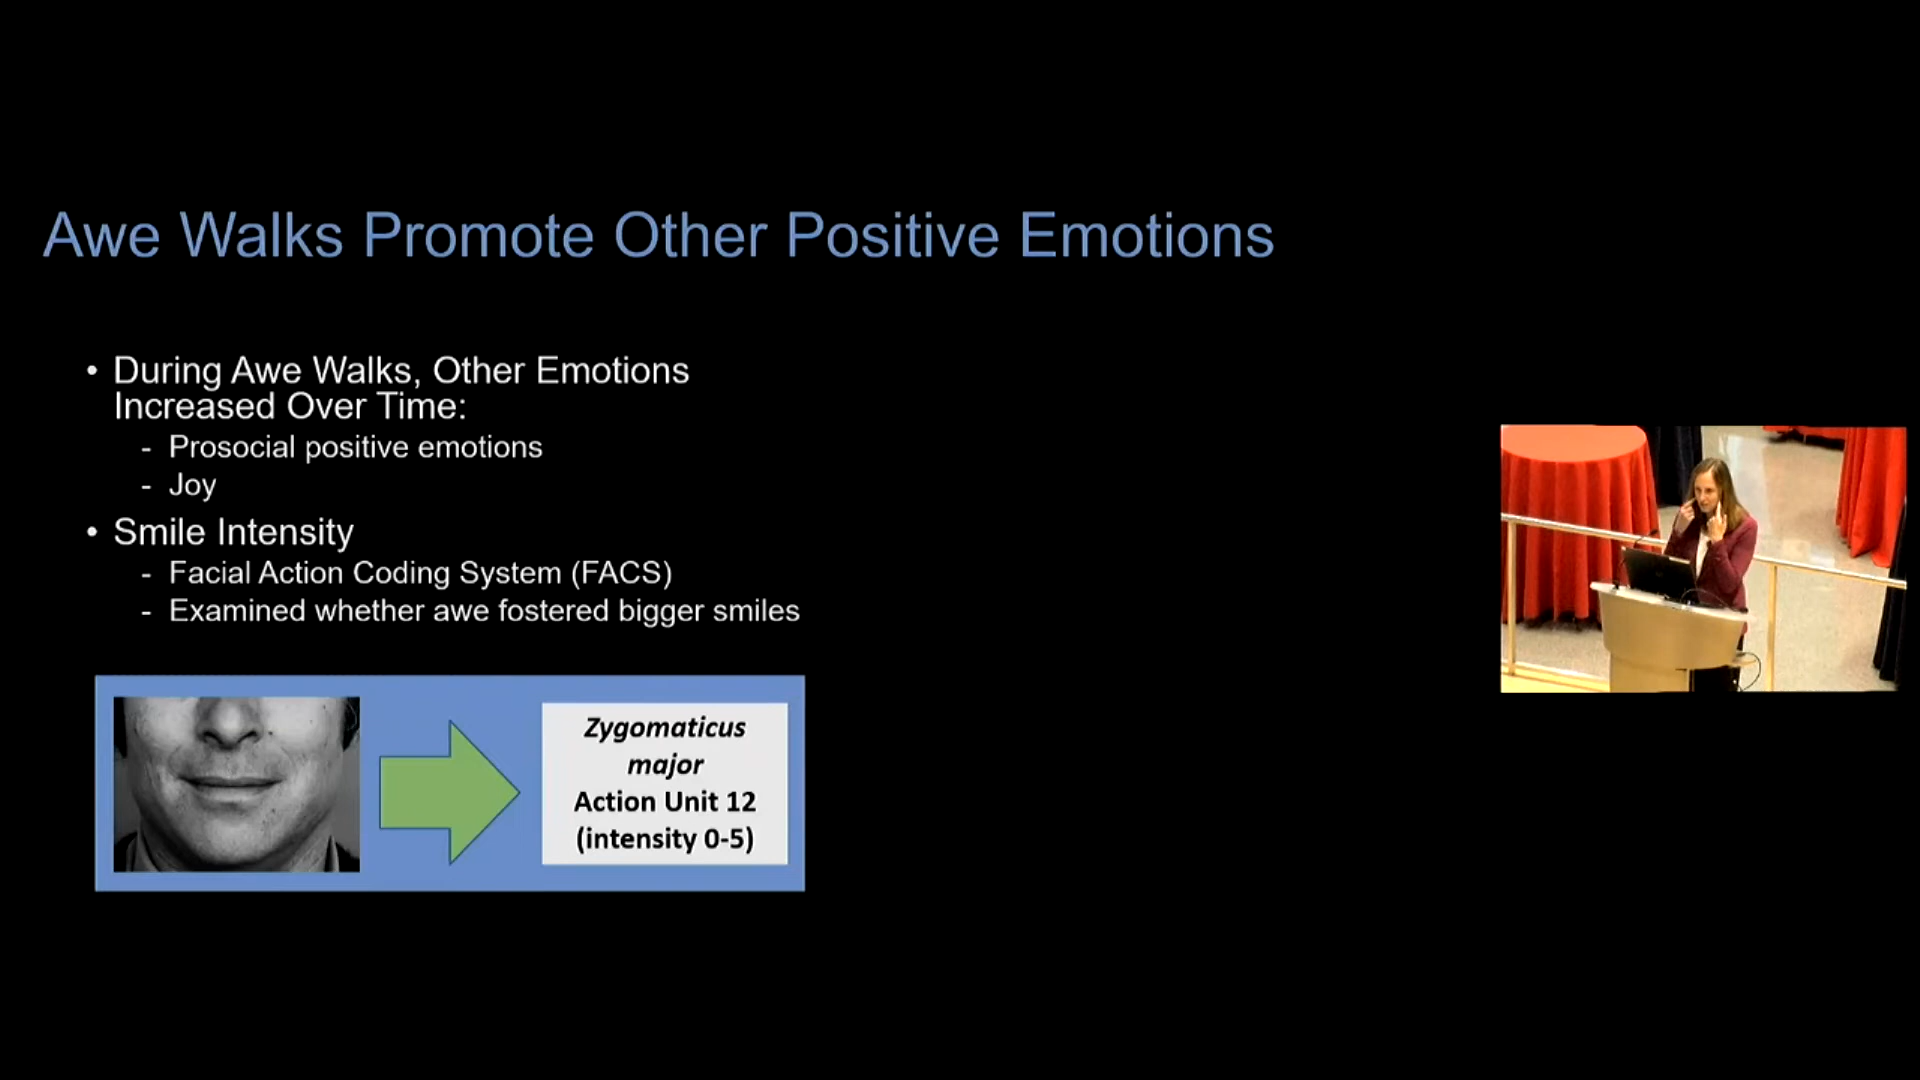 Awe Walks Promote Other Positive Emotions
• During Awe Walks, Other Emotions
Increased Over Time:
- Prosocial positive emotions
- Joy
• Smile Intensity
- Facial Action Coding System (FACS)
- Examined whether awe fostered bigger smiles
Zygomaticus
major
Action Unit 12
(intensity 0-5)